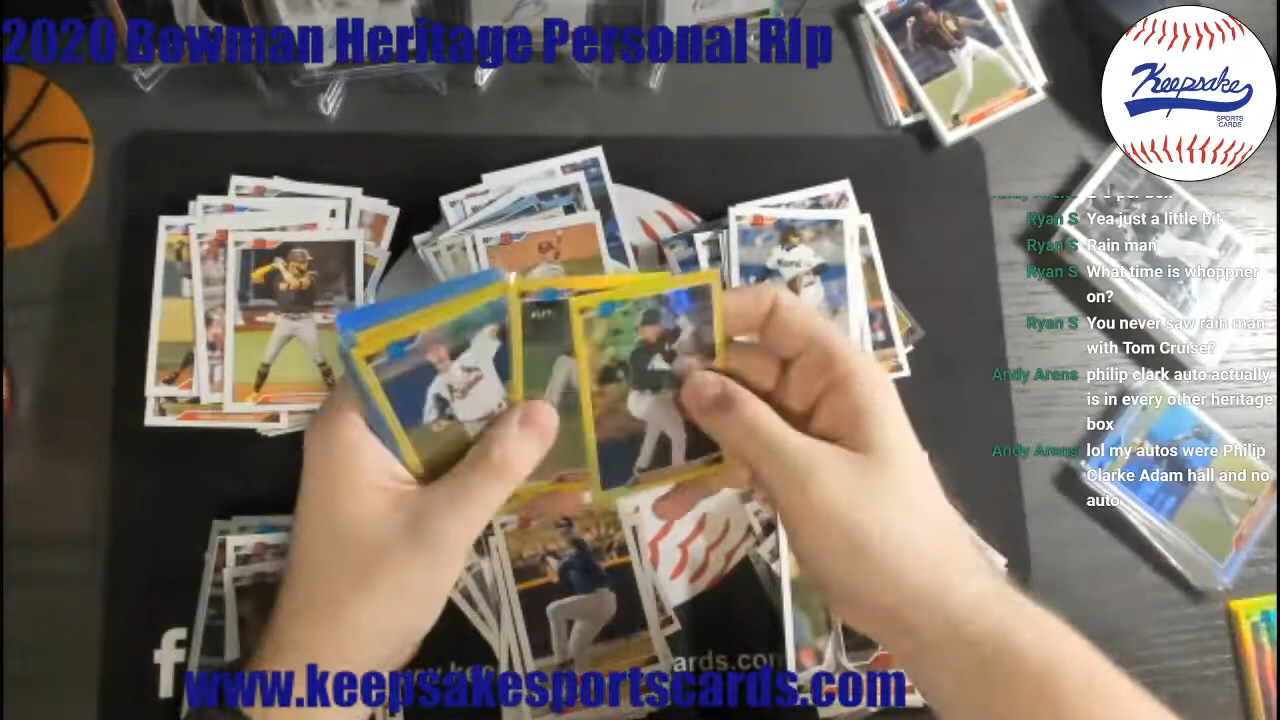 2020 Bowman Heritage Personal Rip
Keepsake
SPORTS
CARDS
Ryan S Yea just a little bit
Ryan S Rain man
Ryan S What time is whoppner
on?
Ryan S You never saw rain man
with Tom Cruise?
Andy Arens philip clark auto actually
is in every other heritage
box
Andy Arens lol my autos were Philip
Clarke Adam hall and no
auto
f
ards.com
www.keepsakesportscards.com